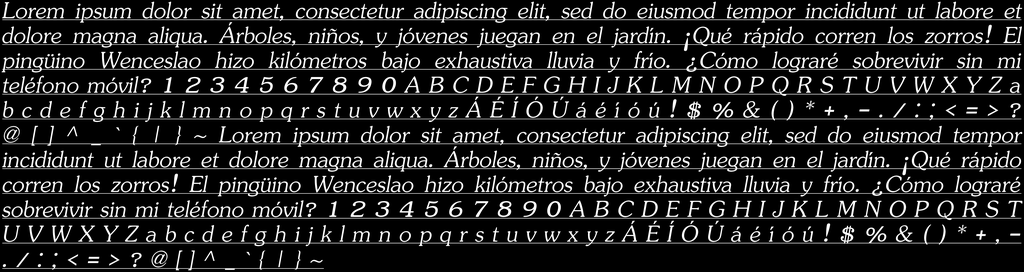 Lorem ipsum dolor sit amet, consectetur adipiscing elit, sed do eiusmod tempor incididunt ut labore et
dolore magna aliqua. Árboles, niños, y jóvenes juegan en el jardín. ¡Qué rápido corren los zorros! El
pingüino Wenceslao hizo kilómetros bajo exhaustiva lluvia y frío. ¿Cómo lograré sobrevivir sin mi
teléfono móvil? 1 2 3 4 5 6 7 8 9 0 A B C D E F G H I J K L M N O P Q R S T U V W X Y Z a
b c d e f g h i j k l m n o p q r s t u v w x y z Á É Í Ó Ú á é í ó ú ! $ % & ( ) * + , - . / : ; < = > ?
@ [ ] ^ _ ` { | } ~ Lorem ipsum dolor sit amet, consectetur adipiscing elit, sed do eiusmod tempor
incididunt ut labore et dolore magna aliqua. Árboles, niños, y jóvenes juegan en el jardín. ¡Qué rápido
corren los zorros! El pingüino Wenceslao hizo kilómetros bajo exhaustiva lluvia y frío. ¿Cómo lograré
sobrevivir sin mi teléfono móvil? 1 2 3 4 5 6 7 8 9 0 A B C D E F G H I J K L M N O P Q R S T
U V W X Y Z a b c d e f g h i j k l m n o p q r s t u v w x y z Á É Í Ó Ú á é í ó ú ! $ % & ( ) * + , -
. / : ; < = > ? @ [ ] ^ _ ` { | } ~